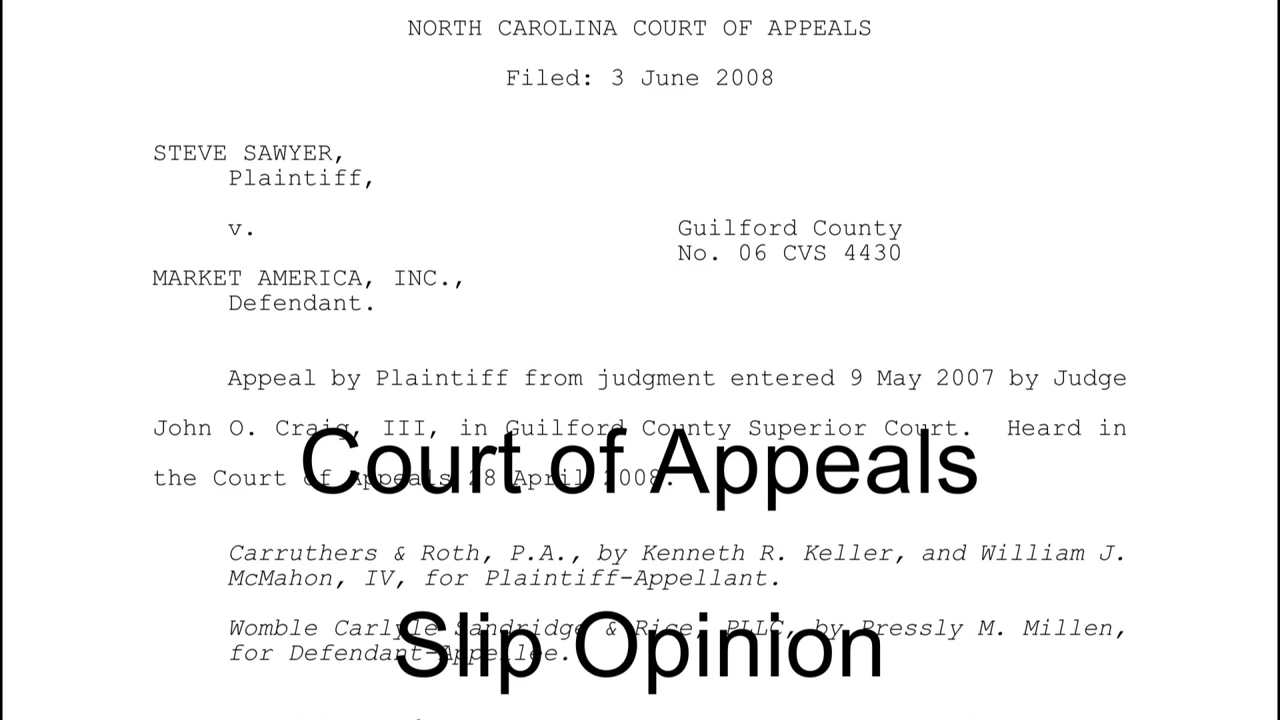 NORTH CAROLINA COURT OF APPEALS
Filed: 3 June 2008
STEVE SAWYER,
Plaintiff,
v.
Guilford County
No. 06 CVS 4430
MARKET AMERICA, INC.,
Defendant.
Appeal by Plaintiff from judgment entered 9 May 2007 by Judge
John O. Craig, III, in Guilford County Superior Court. Heard in
the Court of Appeals 28 April 2008.
Court of Appeals
Carruthers & Roth, P.A., by Kenneth R. Keller, and William J.
McMahon, IV, for Plaintiff-Appellant.
Womble Carlyle Sandridge & Rice, PLLC, by Pressly M. Millen,
for Defendant-Appellee.
Slip Opinion